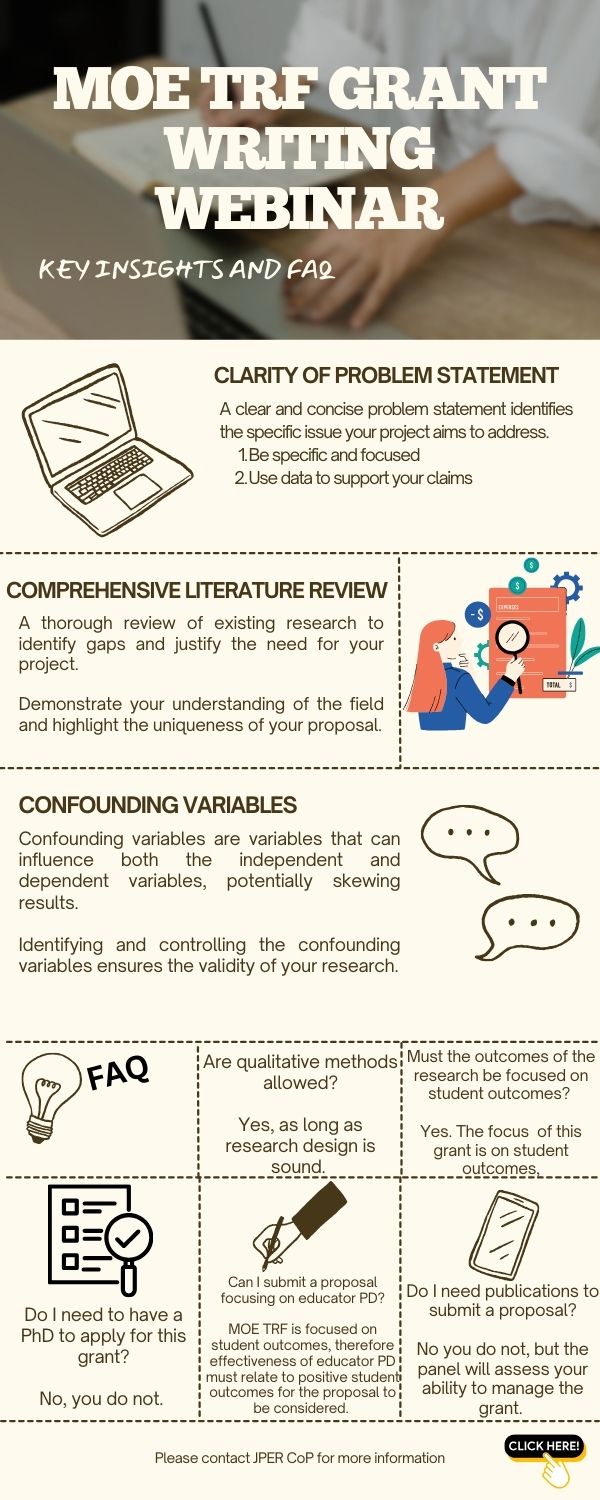 MOE TRF GRANT
WRITING
WEBINAR
KEY INSIGHTS AND FAQ
CLARITY OF PROBLEM STATEMENT
A clear and concise problem statement identifies
the specific issue your project aims to address.
1. Be specific and focused
2. Use data to support your claims
COMPREHENSIVE LITERATURE REVIEW
A thorough review of existing research to
identify gaps and justify the need for your
project.
Demonstrate your understanding of the field
and highlight the uniqueness of your proposal.
$
$
- $
EXPENSES
TOTAL $
CONFOUNDING VARIABLES
Confounding variables are variables that can
influence both the independent and
dependent variables, potentially skewing
results.
Identifying and controlling the confounding
variables ensures the validity of your research.
FAQ
Are qualitative methods
allowed?
Yes, as long as
research design is
sound.
Must the outcomes of the
research be focused on
student outcomes?
Yes. The focus of this
grant is on student
outcomes,
Do I need to have a
PhD to apply for this
grant?
No, you do not.
Can I submit a proposal
focusing on educator PD?
MOE TRF is focused on
student outcomes, therefore
effectiveness of educator PD
must relate to positive student
outcomes for the proposal to
be considered.
Do I need publications to
submit a proposal?
No you do not, but the
panel will assess your
ability to manage the
grant.
Please contact JPER CoP for more information
CLICK HERE!